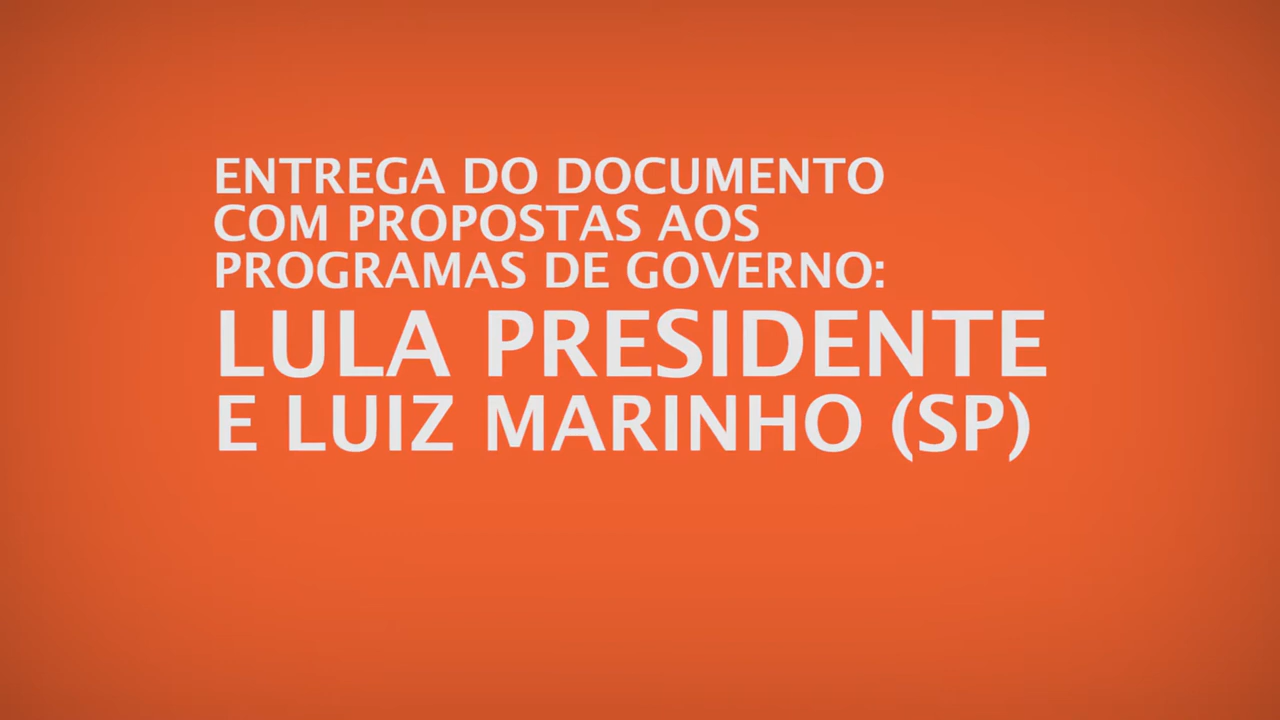 ENTREGA DO DOCUMENTO
COM PROPOSTAS AOS
PROGRAMAS DE GOVERNO:
LULA PRESIDENTE
E LUIZ MARINHO (SP)